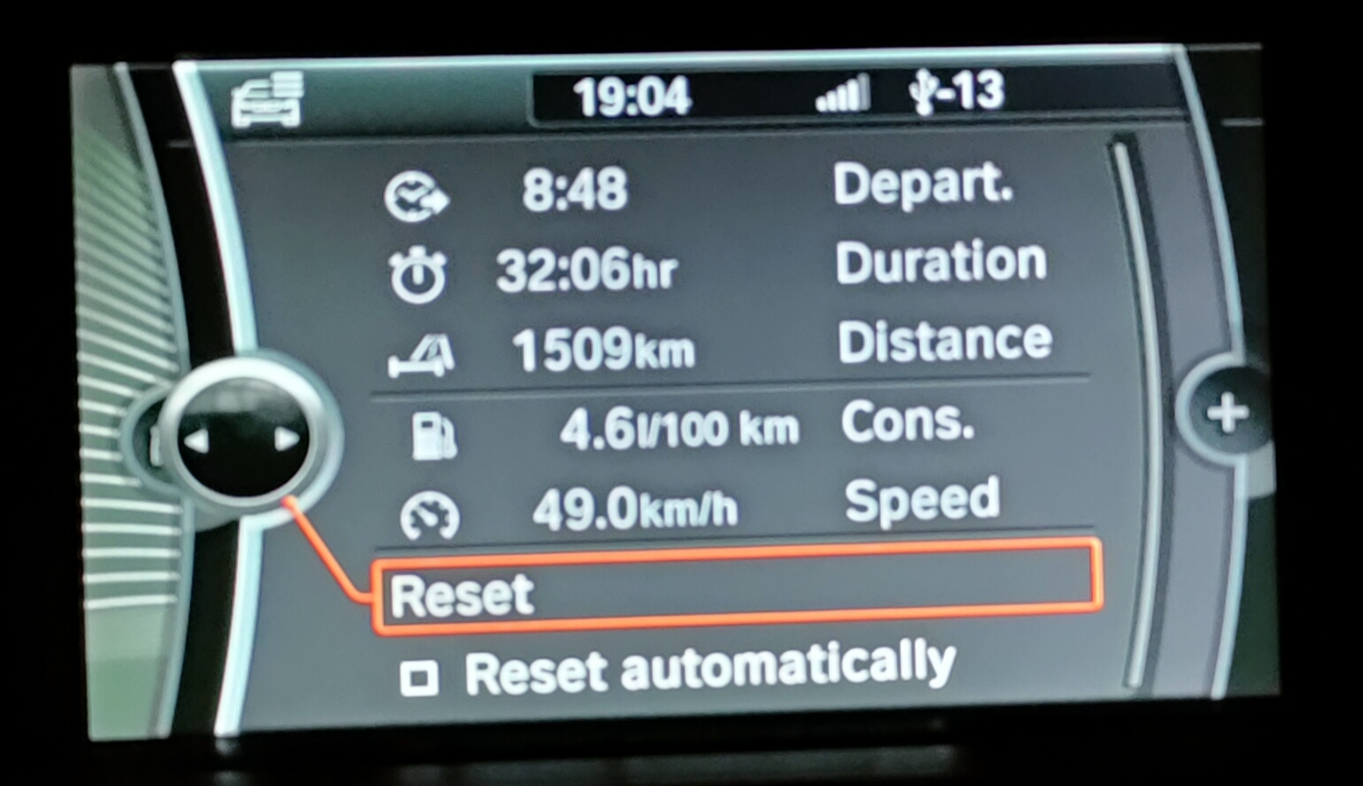 19:04 -13
8:48 Depart.
32:06hr Duration
1509km Distance
4.6l/100 km Cons.
49.0km/h Speed
Reset
Reset automatically